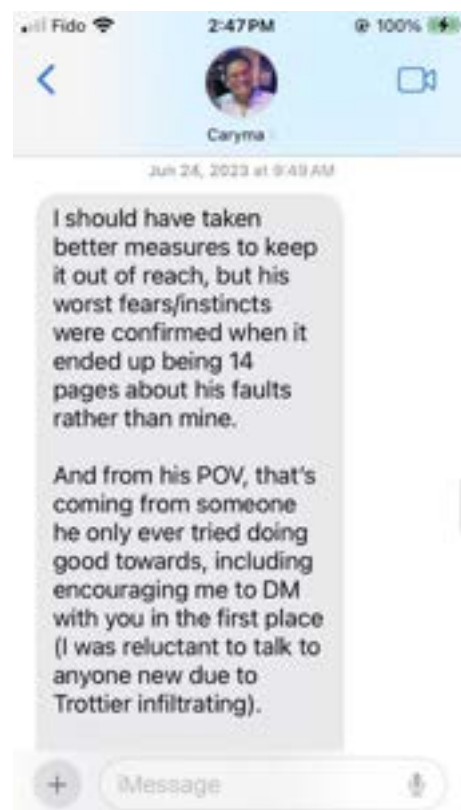 Fido
2:47 PM
100%
Caryma
Jun 24, 2023 at 9:49 AM
I should have taken
better measures to keep
it out of reach, but his
worst fears/instincts
were confirmed when it
ended up being 14
pages about his faults
rather than mine.
And from his POV, that's
coming from someone
he only ever tried doing
good towards, including
encouraging me to DM
with you in the first place
(I was reluctant to talk to
anyone new due to
Trottier infiltrating).
iMessage